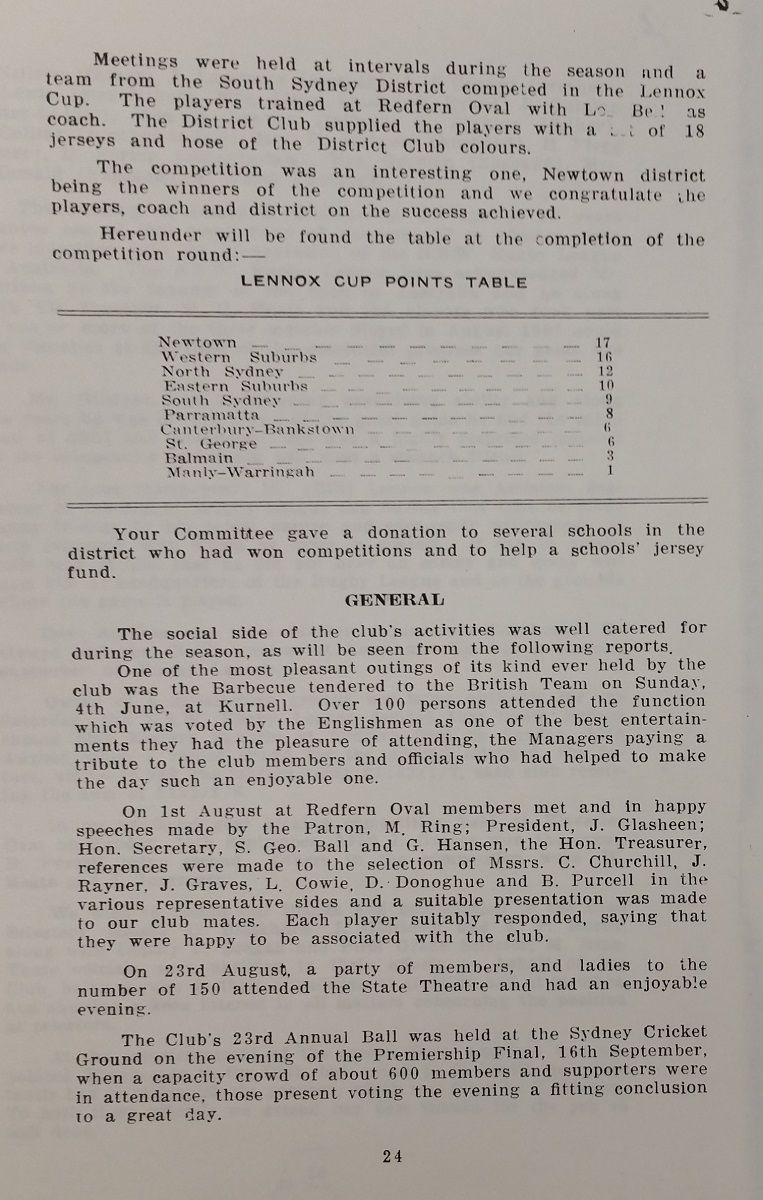 Meetings were held at intervals during the season and a
team from the South Sydney District competed in the Lennox
Cup. The players trained at Redfern Oval with as
coach. The District Club supplied the players with a of 18
jerseys and hose of the District Club colours.
The competition was an interesting one, Newtown district
being the winners of the competition and we congratulate the
players, coach and district on the success achieved.
Hereunder will be found the table at the completion of the
competition round:—
LENNOX CUP POINTS TABLE
Newtown 17
Western Suburbs 16
North Sydney 12
Eastern Suburbs 10
South Sydney 9
Parramatta 8
Canterbury-Bankstown 6
St. George 6
Balmain 3
Manly-Warringah 1
Your Committee gave a donation to several schools in the
district who had won competitions and to help a schools' jersey
fund.
GENERAL
The social side of the club's activities was well catered for
during the season, as will be seen from the following reports.
One of the most pleasant outings of its kind ever held by the
club was the Barbecue tendered to the British Team on Sunday,
4th June, at Kurnell. Over 100 persons attended the function
which was voted by the Englishmen as one of the best entertain-
ments they had the pleasure of attending, the Managers paying a
tribute to the club members and officials who had helped to make
the day such an enjoyable one.
On 1st August at Redfern Oval members met and in happy
speeches made by the Patron, M. Ring; President, J. Glasheen;
Hon. Secretary, S. Geo. Ball and G. Hansen, the Hon. Treasurer,
references were made to the selection of Mssrs. C. Churchill, J.
Rayner, J. Graves, L. Cowie, D. Donoghue and B. Purcell in the
various representative sides and a suitable presentation was made
to our club mates. Each player suitably responded, saying that
they were happy to be associated with the club.
On 23rd August, a party of members, and ladies to the
number of 150 attended the State Theatre and had an enjoyable
evening.
The Club's 23rd Annual Ball was held at the Sydney Cricket
Ground on the evening of the Premiership Final, 16th September,
when a capacity crowd of about 600 members and supporters were
in attendance, those present voting the evening a fitting conclusion
to a great day.
24